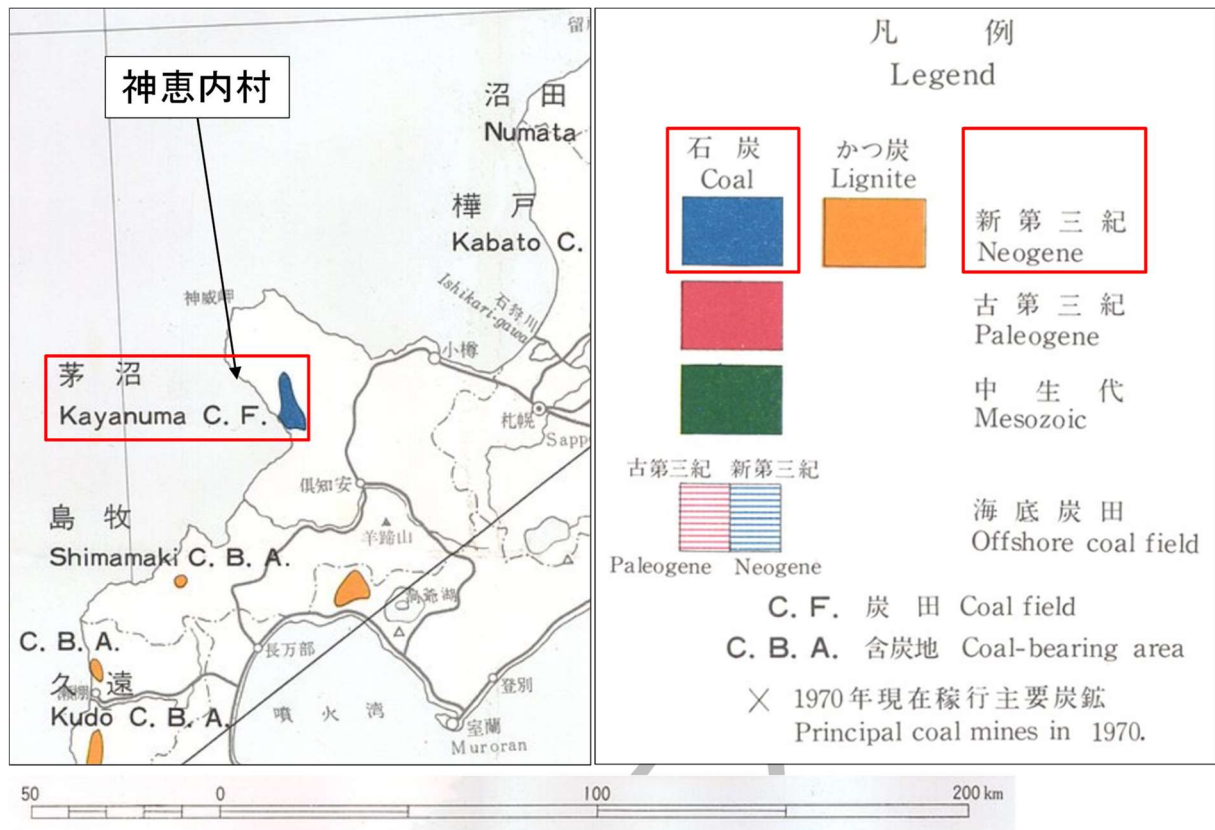 神恵内村
沼田
Numata
樺戸
Kabato C.
Ishikari-gawa
石狩川
神威岬
小樽
茅沼
Kayanuma C. F.
札幌
Sapp
倶知安
島牧
羊蹄山
Shimamaki C. B. A.
洞爺湖
C. B. A.
長万部
久遠
登別
Kudō C. B. A.
噴火湾
室蘭
Muroran
凡例
Legend
石炭
Coal
かつ炭
Lignite
新第三紀
Neogene
古第三紀
Paleogene
中生代
Mesozoic
古第三紀 新第三紀
海底炭田
Offshore coal field
Paleogene Neogene
C. F. 炭田 Coal field
C. B. A. 含炭地 Coal-bearing area
× 1970年現在稼行主要炭鉱
Principal coal mines in 1970.
50 0 100 200 km